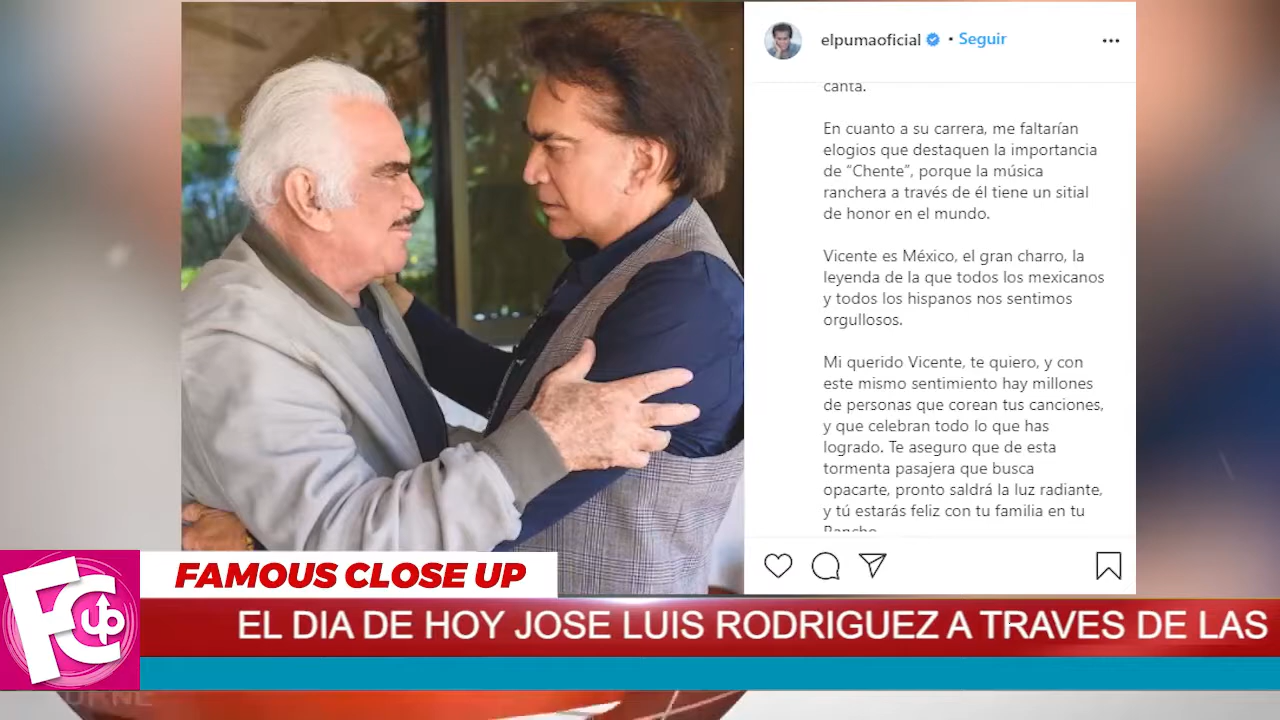 elpumaoficial • Seguir
canta.
En cuanto a su carrera, me faltarían
elogios que destaquen la importancia
de “Chente”, porque la música
ranchera a través de él tiene un sitial
de honor en el mundo.
Vicente es México, el gran charro, la
leyenda de la que todos los mexicanos
y todos los hispanos nos sentimos
orgullosos.
Mi querido Vicente, te quiero, y con
este mismo sentimiento hay millones
de personas que corean tus canciones,
y que celebran todo lo que has
logrado. Te aseguro que de esta
tormenta pasajera que busca
opacarte, pronto saldrá la luz radiante,
y tú estarás feliz con tu familia en tu
Rancho
FAMOUS CLOSE UP
FC up
EL DIA DE HOY JOSE LUIS RODRIGUEZ A TRAVES DE LAS